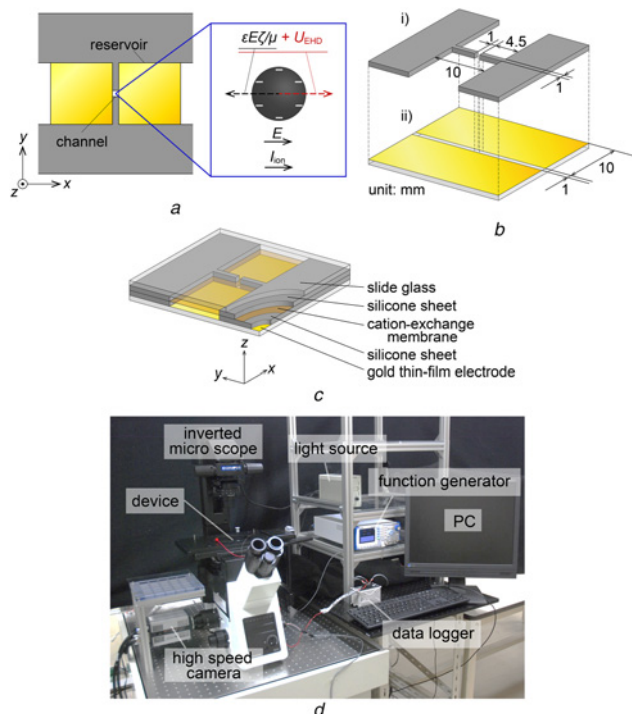 reservoir
channel
y
z
x
a
εEζ/μ + U_EHD
E
I_ion
i)
1
4.5
10
1
ii)
unit: mm
1
10
b
slide glass
silicone sheet
cation-exchange
membrane
silicone sheet
gold thin-film electrode
z
y
x
c
inverted
micro scope
light source
function generator
device
PC
data logger
high speed
camera
d